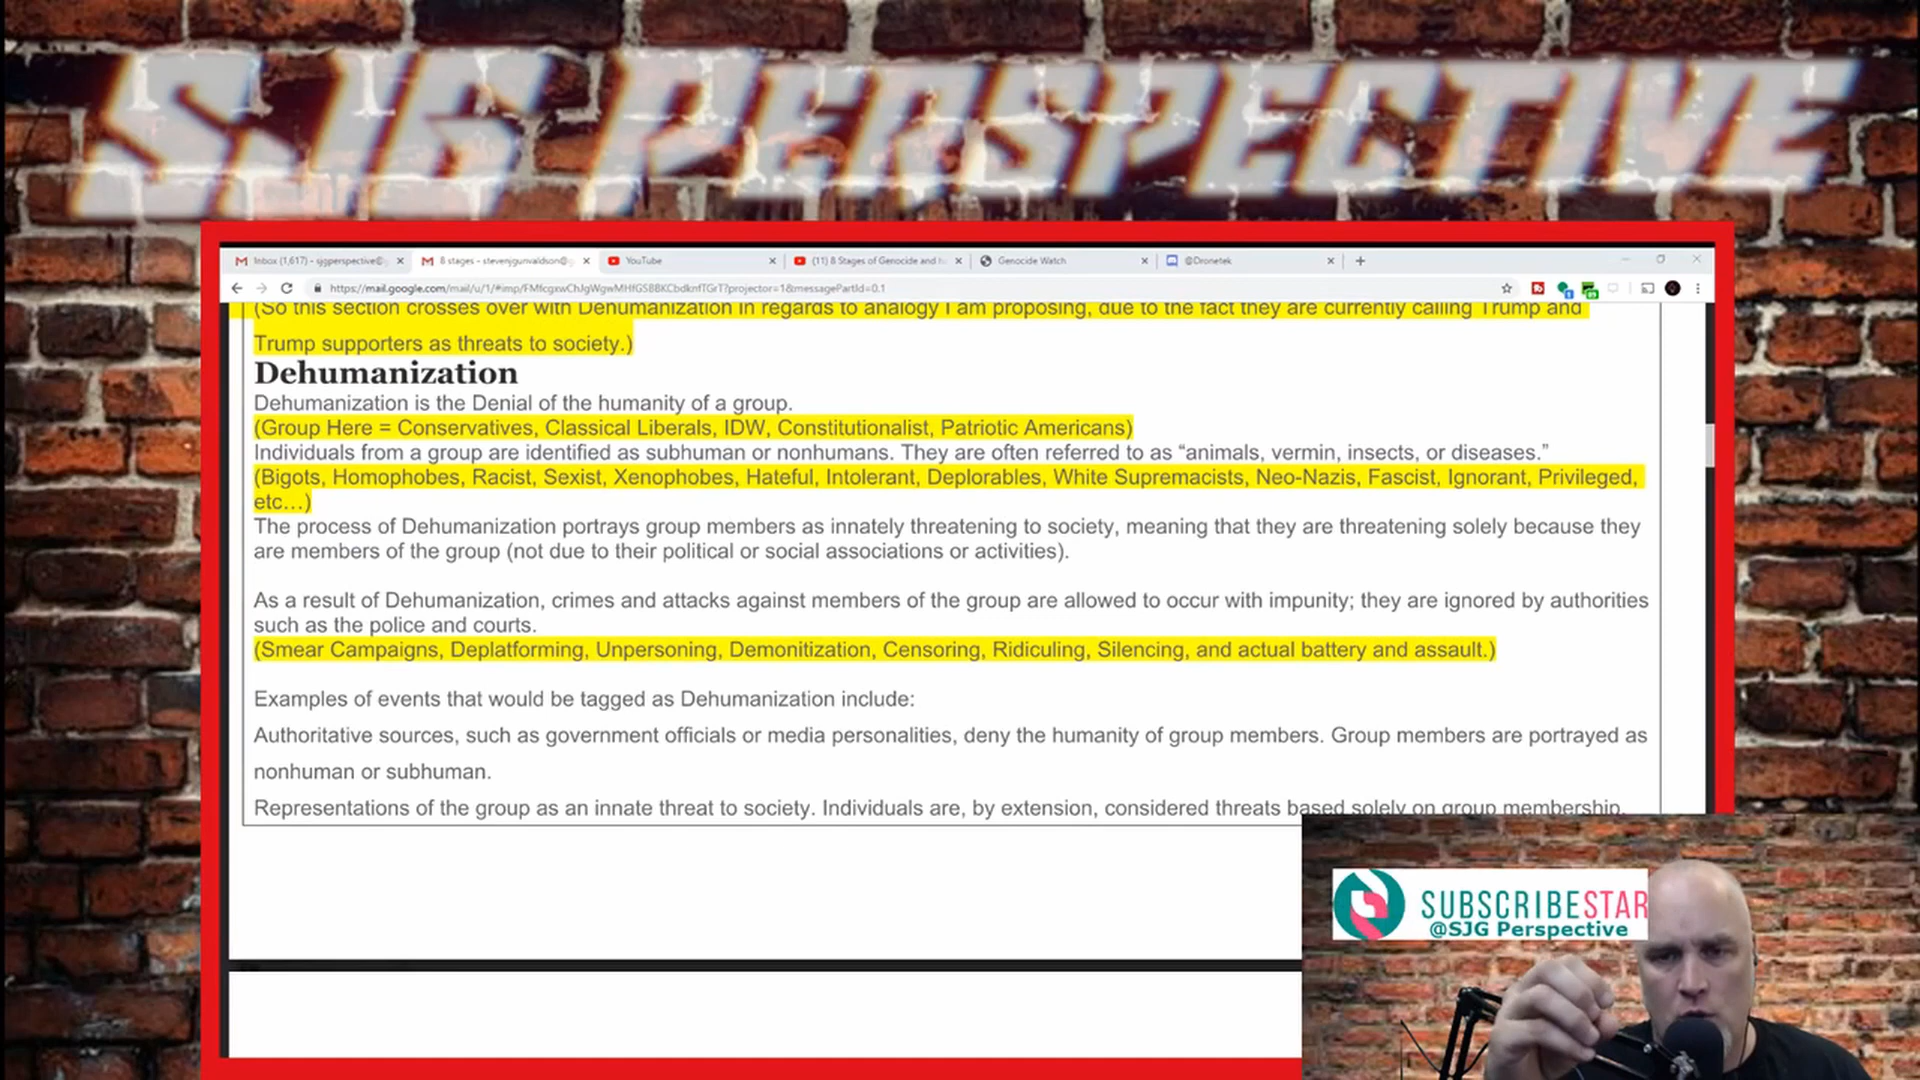 SJG PERSPECTIVE
Inbox (1,617) - sjgperspective@g
8 stages - stevenjgunvaldson@g
YouTube
(11) 8 Stages of Genocide and h
Genocide Watch
@Dronetek
(So this section crosses over with Dehumanization in regards to analogy I am proposing, due to the fact they are currently calling Trump and
Trump supporters as threats to society.)
Dehumanization
Dehumanization is the Denial of the humanity of a group.
(Group Here = Conservatives, Classical Liberals, IDW, Constitutionalist, Patriotic Americans)
Individuals from a group are identified as subhuman or nonhumans. They are often referred to as “animals, vermin, insects, or diseases.”
(Bigots, Homophobes, Racist, Sexist, Xenophobes, Hateful, Intolerant, Deplorables, White Supremacists, Neo-Nazis, Fascist, Ignorant, Privileged,
etc…)
The process of Dehumanization portrays group members as innately threatening to society, meaning that they are threatening solely because they
are members of the group (not due to their political or social associations or activities).
As a result of Dehumanization, crimes and attacks against members of the group are allowed to occur with impunity; they are ignored by authorities
such as the police and courts.
(Smear Campaigns, Deplatforming, Unpersoning, Demonitization, Censoring, Ridiculing, Silencing, and actual battery and assault.)
Examples of events that would be tagged as Dehumanization include:
Authoritative sources, such as government officials or media personalities, deny the humanity of group members. Group members are portrayed as
nonhuman or subhuman.
Representations of the group as an innate threat to society. Individuals are, by extension, considered threats based solely on group membership.
SUBSCRIBESTAR
@SJG Perspective